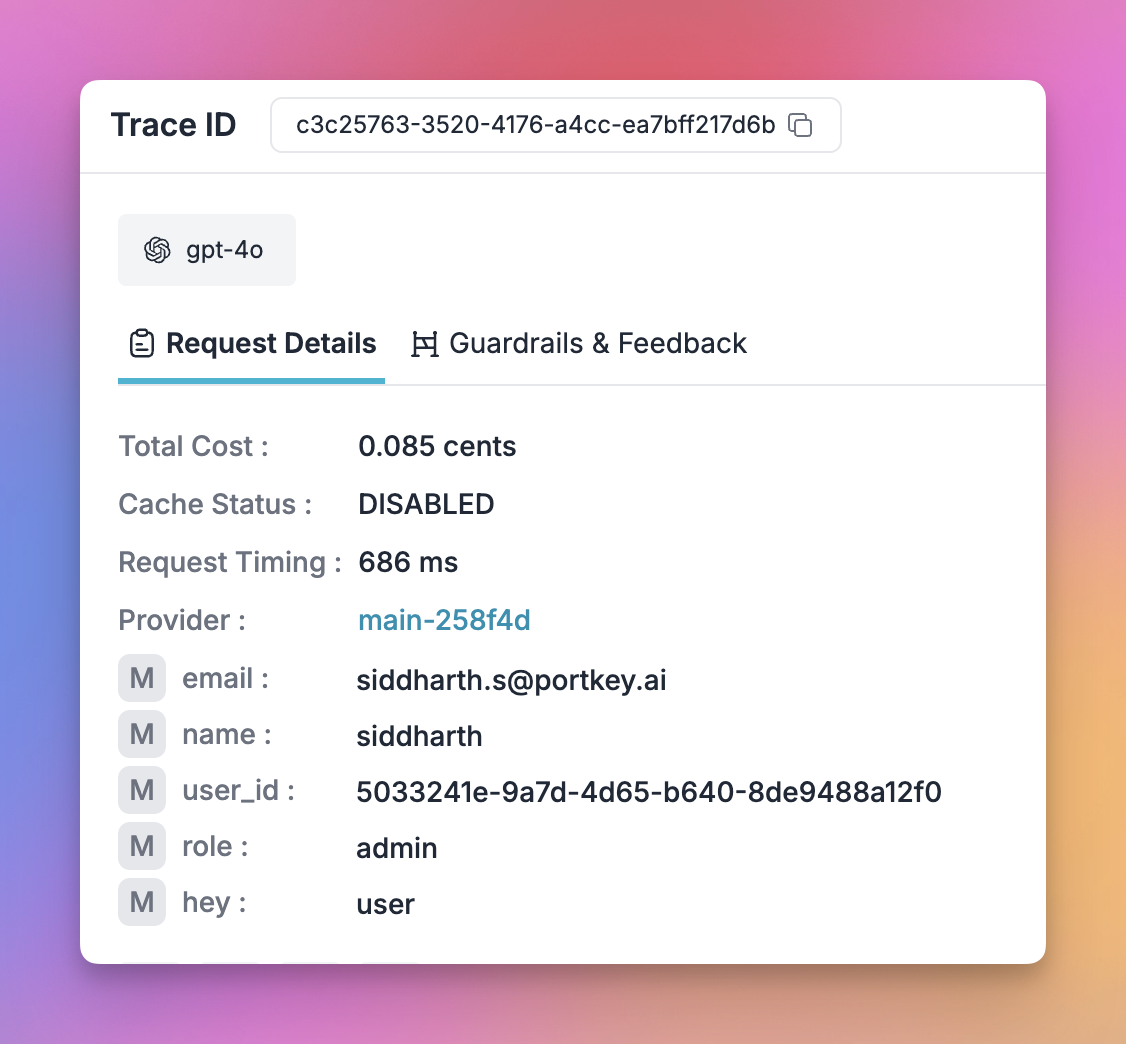 Trace ID c3c25763-3520-4176-a4cc-ea7bff217d6b
gpt-4o
Request Details Guardrails & Feedback
Total Cost : 0.085 cents
Cache Status : DISABLED
Request Timing : 686 ms
Provider : main-258f4d
M email : siddharth.s@portkey.ai
M name : siddharth
M user_id : 5033241e-9a7d-4d65-b640-8de9488a12f0
M role : admin
M hey : user